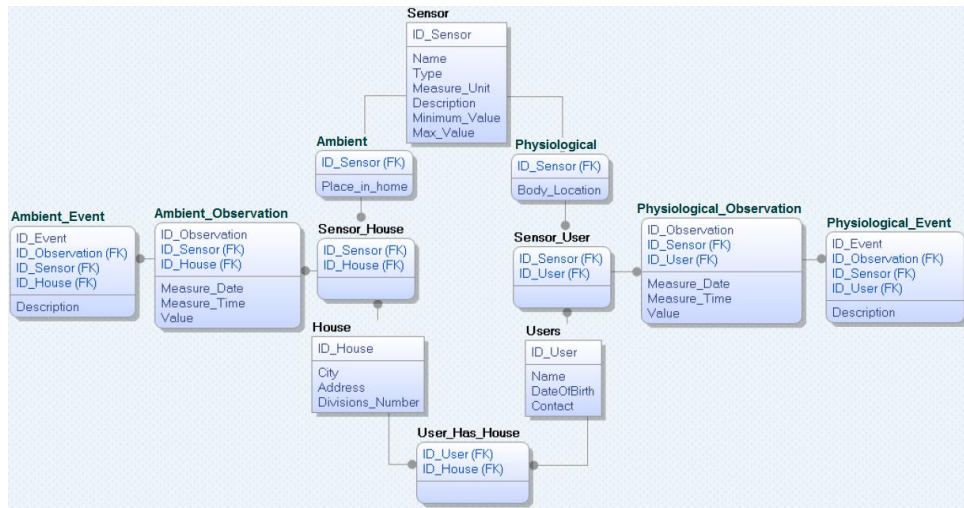 Sensor
ID_Sensor
Name
Type
Measure_Unit
Description
Minimum_Value
Max_Value
Ambient
ID_Sensor (FK)
Place_in_home
Physiological
ID_Sensor (FK)
Body_Location
Ambient_Event
ID_Event
ID_Observation (FK)
ID_Sensor (FK)
ID_House (FK)
Description
Ambient_Observation
ID_Observation
ID_Sensor (FK)
ID_House (FK)
Measure_Date
Measure_Time
Value
Sensor_House
ID_Sensor (FK)
ID_House (FK)
Sensor_User
ID_Sensor (FK)
ID_User (FK)
Physiological_Observation
ID_Observation
ID_Sensor (FK)
ID_User (FK)
Measure_Date
Measure_Time
Value
Physiological_Event
ID_Event
ID_Observation (FK)
ID_Sensor (FK)
ID_User (FK)
Description
House
ID_House
City
Address
Divisions_Number
Users
ID_User
Name
DateOfBirth
Contact
User_Has_House
ID_User (FK)
ID_House (FK)